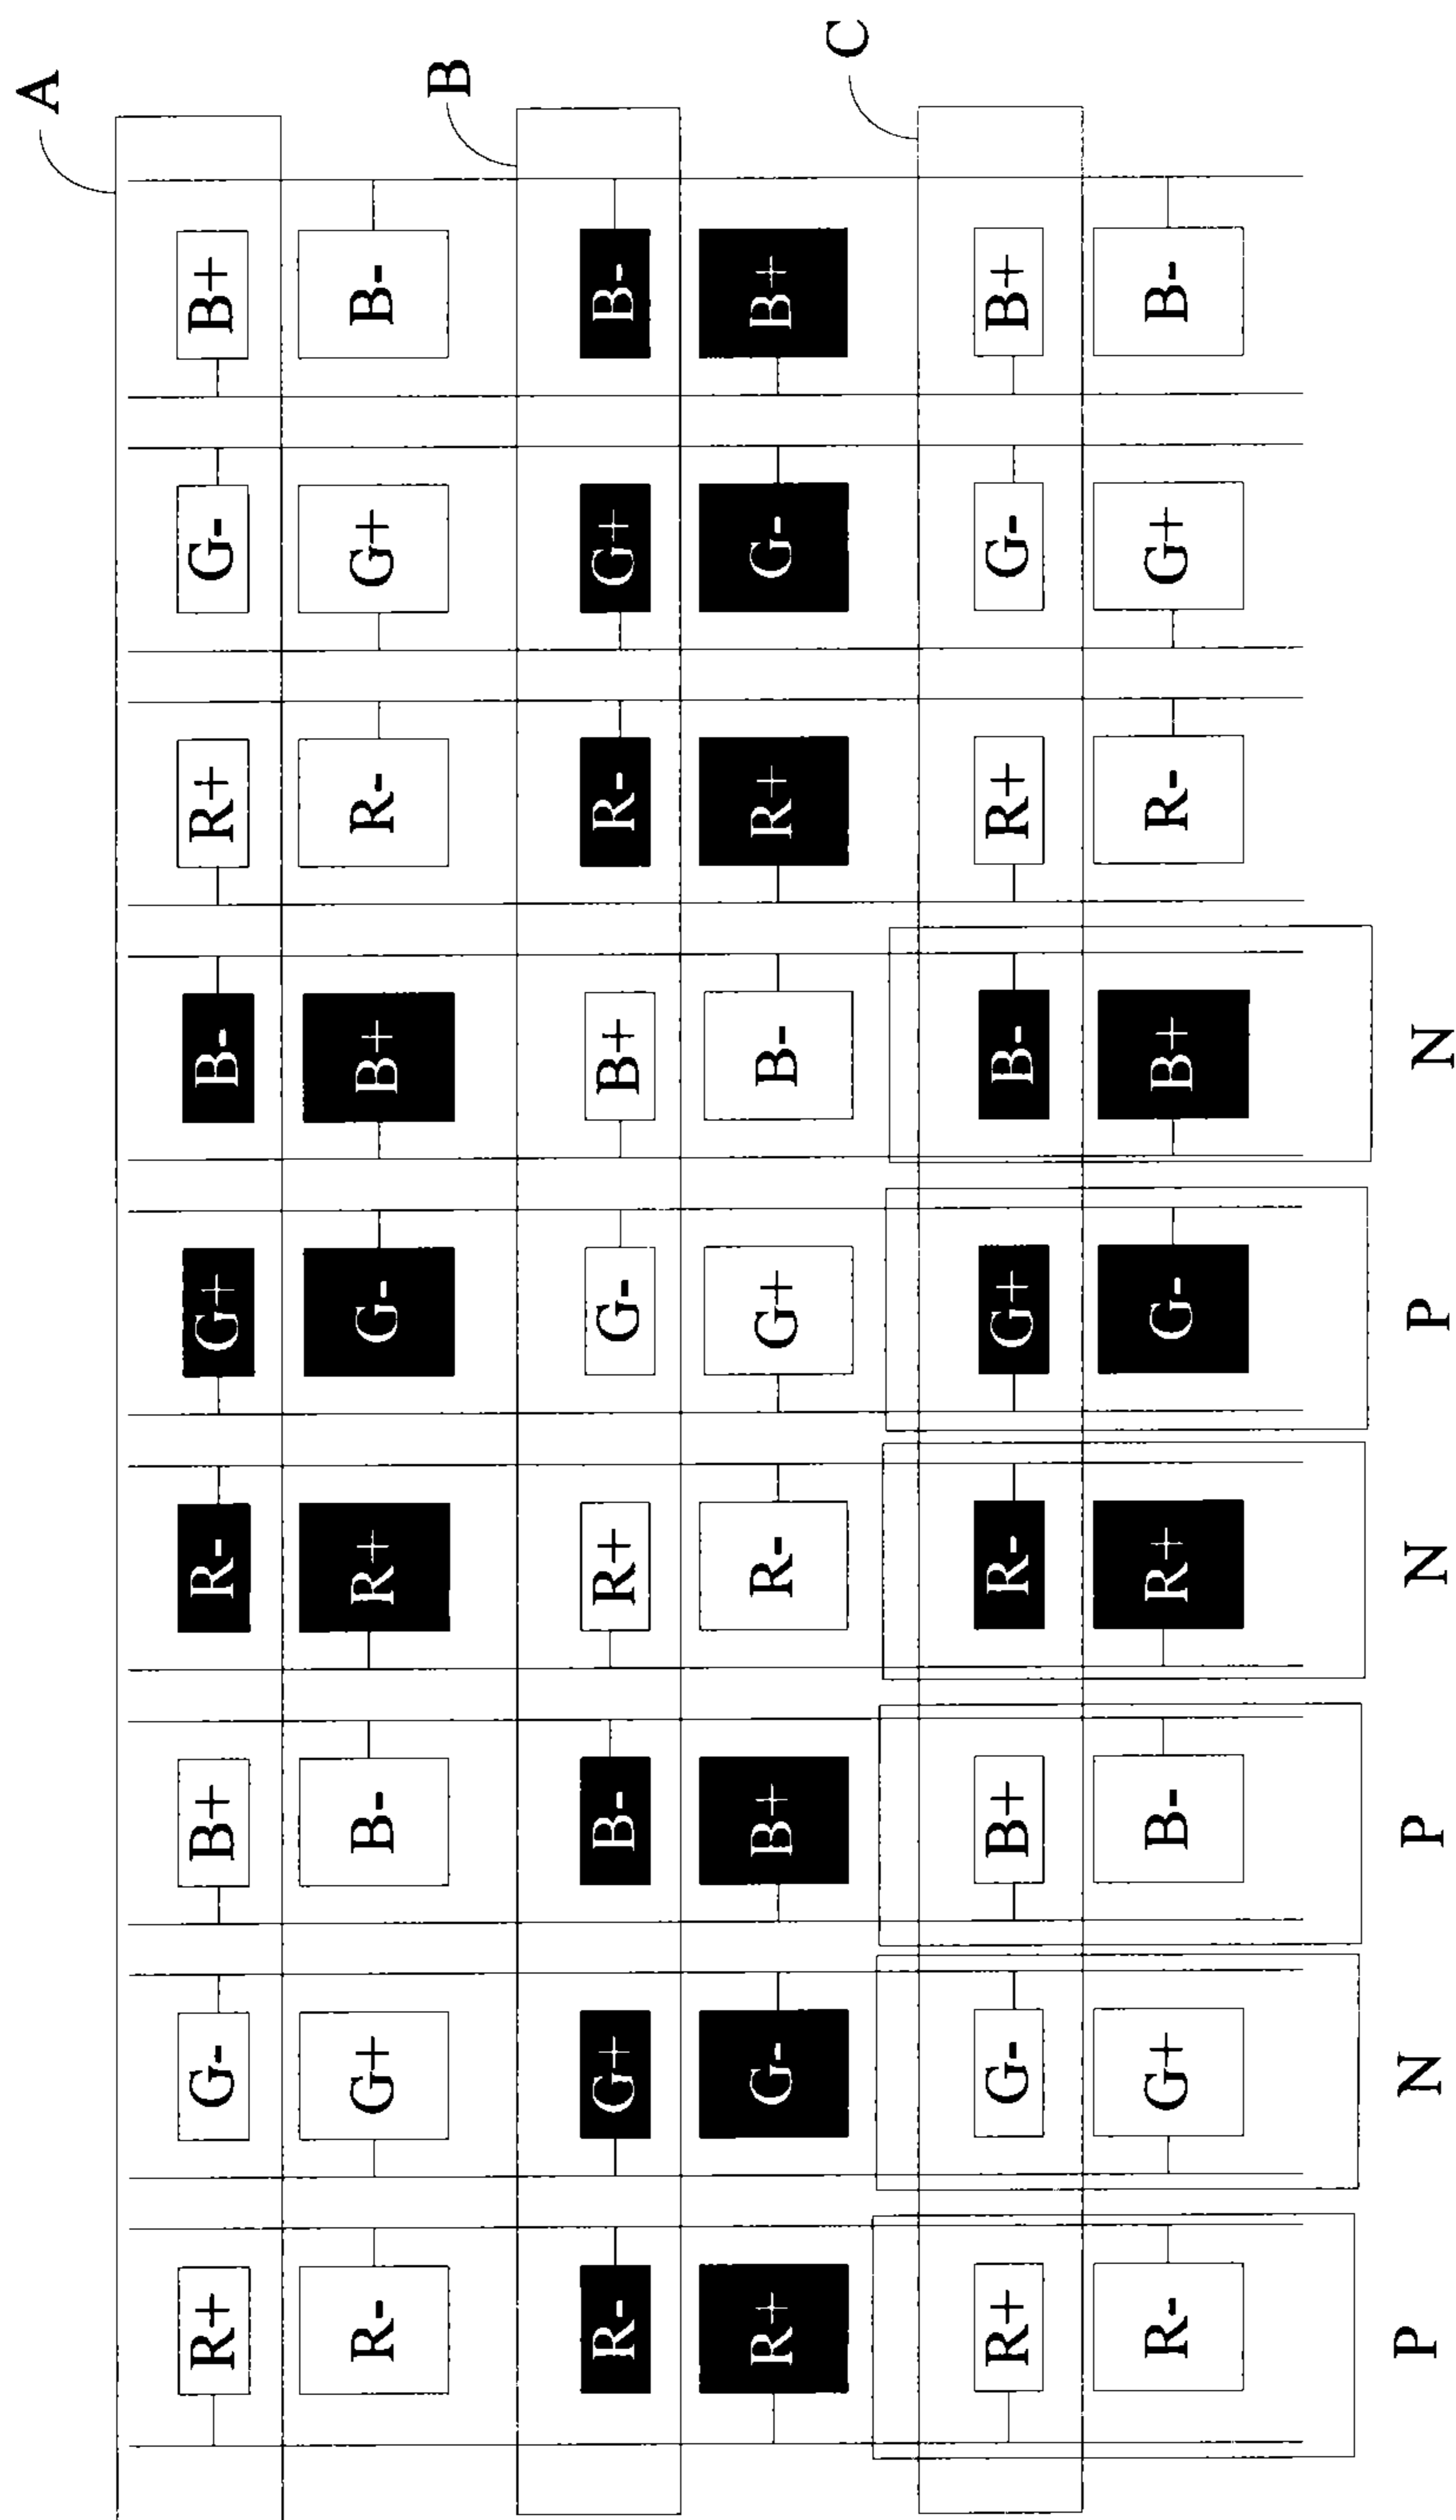 A
R+ G- B+ R- G+ B- R+ G- B+
R- G+ B- R+ G- B+ R- G+ B-
B
R- G+ B- R+ G- B+ R- G+ B-
R+ G- B+ R- G+ B- R+ G- B+
C
R+ G- B+ R- G+ B- R+ G- B+
R- G+ B- R+ G- B+ R- G+ B-
P N P N P N